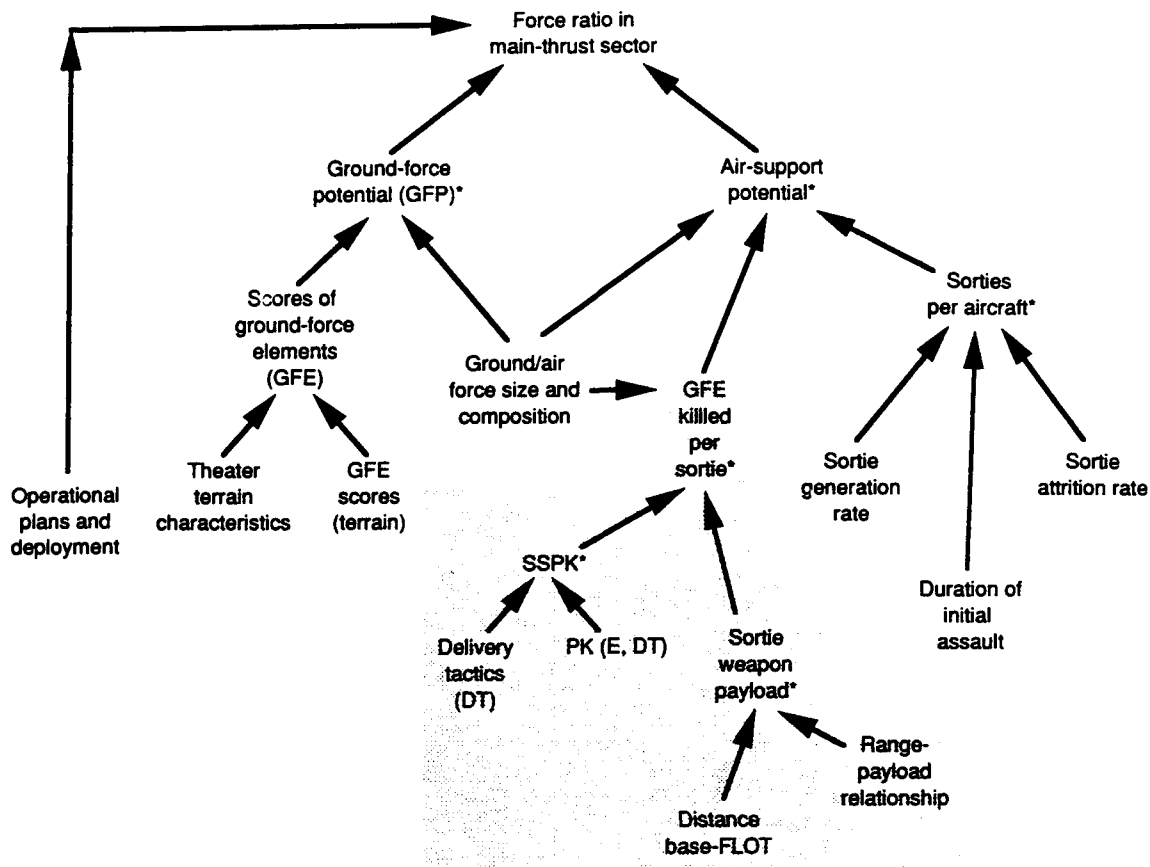 Force ratio in
main-thrust sector
Ground-force
potential (GFP)*
Air-support
potential*
Scores of
ground-force
elements
(GFE)
Sorties
per aircraft*
Ground/air
force size and
composition
GFE
killled
per
sortie*
Operational
plans and
deployment
Theater
terrain
characteristics
GFE
scores
(terrain)
Sortie
generation
rate
Sortie
attrition rate
SSPK*
Duration of
initial
assault
Delivery
tactics
(DT)
PK (E, DT)
Sortie
weapon
payload*
Range-
payload
relationship
Distance
base-FLOT